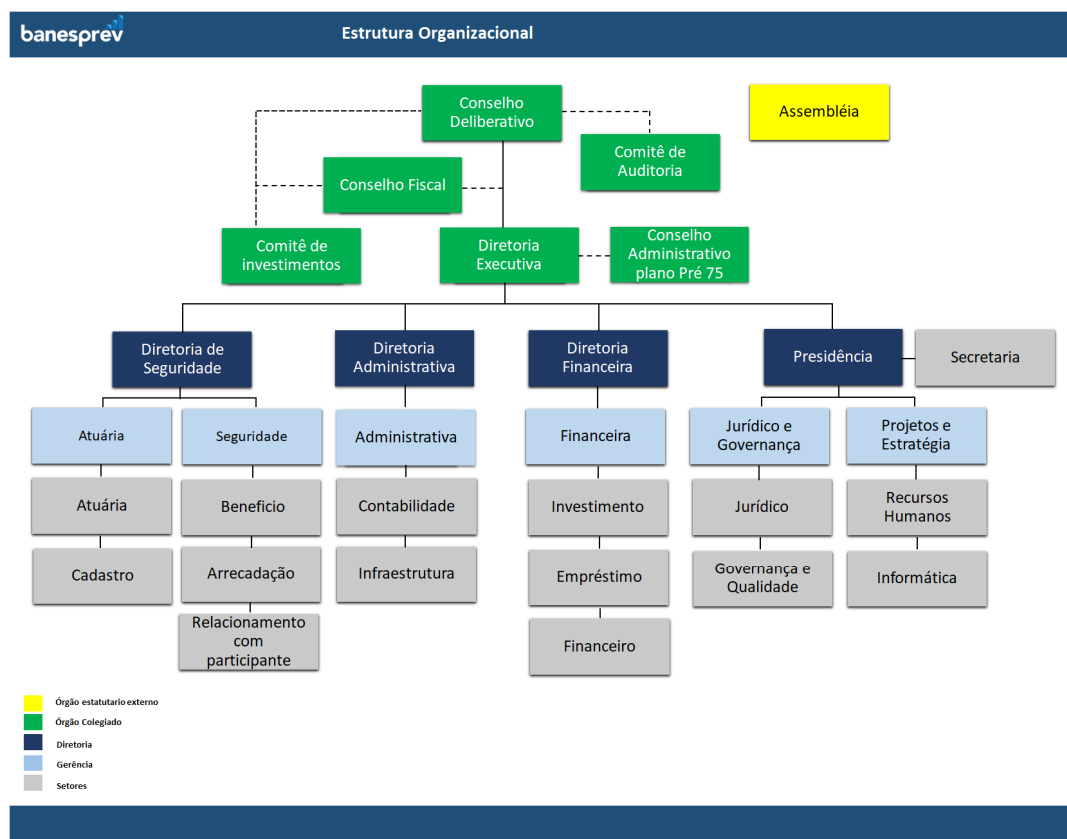 banesprev
Estrutura Organizacional
Conselho
Deliberativo
Assembléia
Comitê de
Auditoria
Conselho Fiscal
Comitê de
investimentos
Diretoria
Executiva
Conselho
Administrativo
plano Pré 75
Diretoria de
Seguridade
Diretoria
Administrativa
Diretoria
Financeira
Presidência
Secretaria
Atuária
Seguridade
Administrativa
Financeira
Jurídico e
Governança
Projetos e
Estratégia
Atuária
Beneficio
Contabilidade
Investimento
Jurídico
Recursos
Humanos
Cadastro
Arrecadação
Infraestrutura
Empréstimo
Governança e
Qualidade
Informática
Relacionamento
com
participante
Financeiro
Órgão estatutario externo
Órgão Colegiado
Diretoria
Gerência
Setores